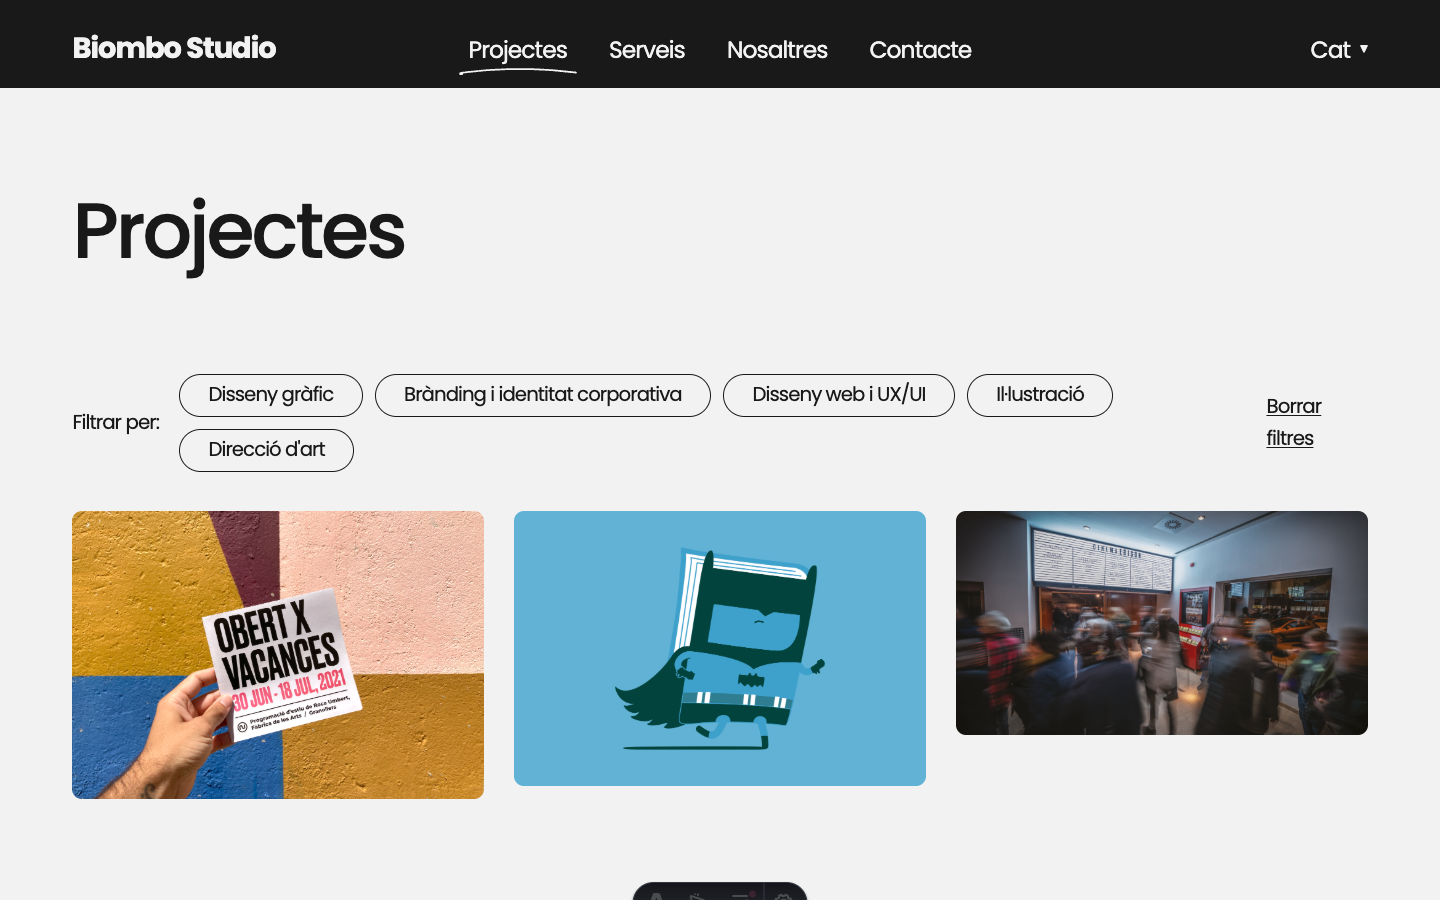 Biombo Studio
Projectes
Serveis
Nosaltres
Contacte
Cat ▼
Projectes
Filtrar per:
Disseny gràfic
Brànding i identitat corporativa
Disseny web i UX/UI
Il·lustració
Direcció d'art
Borrar
filtres
OBERT X
VACANCES
30 JUN - 18 JUL, 2021
Programació d'estiu de Roca Umbert,
Fàbrica de les Arts / Granollers
CINEMA EDISON